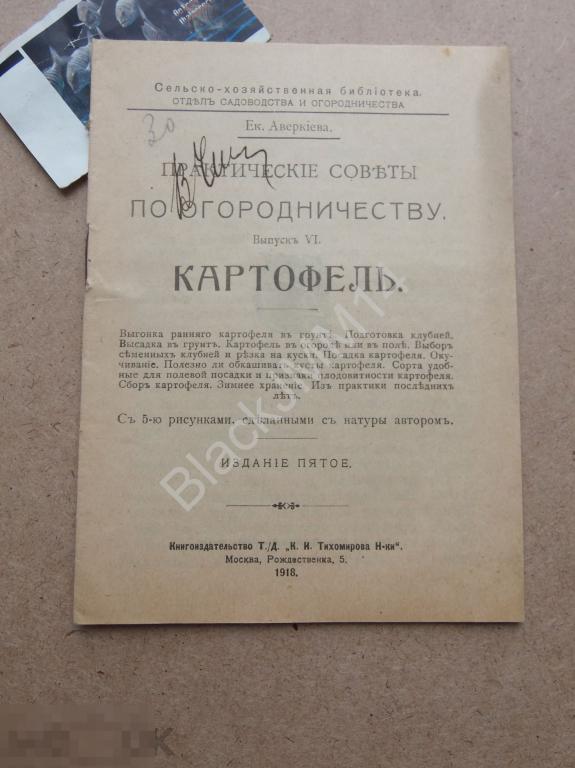 Сельско-хозяйственная библіотека.
ОТДѢЛЪ САДОВОДСТВА И ОГОРОДНИЧЕСТВА
Ек. Аверкіева.
30
ПРАКТИЧЕСКІЕ СОВѢТЫ
ПО ОГОРОДНИЧЕСТВУ.
Выпускъ VI.
КАРТОФЕЛЬ.
Выгонка ранняго картофеля въ грунтѣ. Подготовка клубней.
Высадка въ грунтъ. Картофель въ огородѣ или въ полѣ. Выборъ
сѣменныхъ клубней и рѣзка на куски. Посадка картофеля. Оку-
чиваніе. Полезно ли обкашивать кусты картофеля. Сорта удоб-
ные для полевой посадки и признаки плодовитости картофеля.
Сборъ картофеля. Зимнее храненіе. Изъ практики послѣднихъ
лѣтъ.
Съ 5-ю рисунками, сдѣланными съ натуры авторомъ.
ИЗДАНІЕ ПЯТОЕ.
Книгоиздательство Т./Д. „К. И. Тихомирова Н-ки".
Москва, Рождественка, 5.
1918.
BlackJMM14